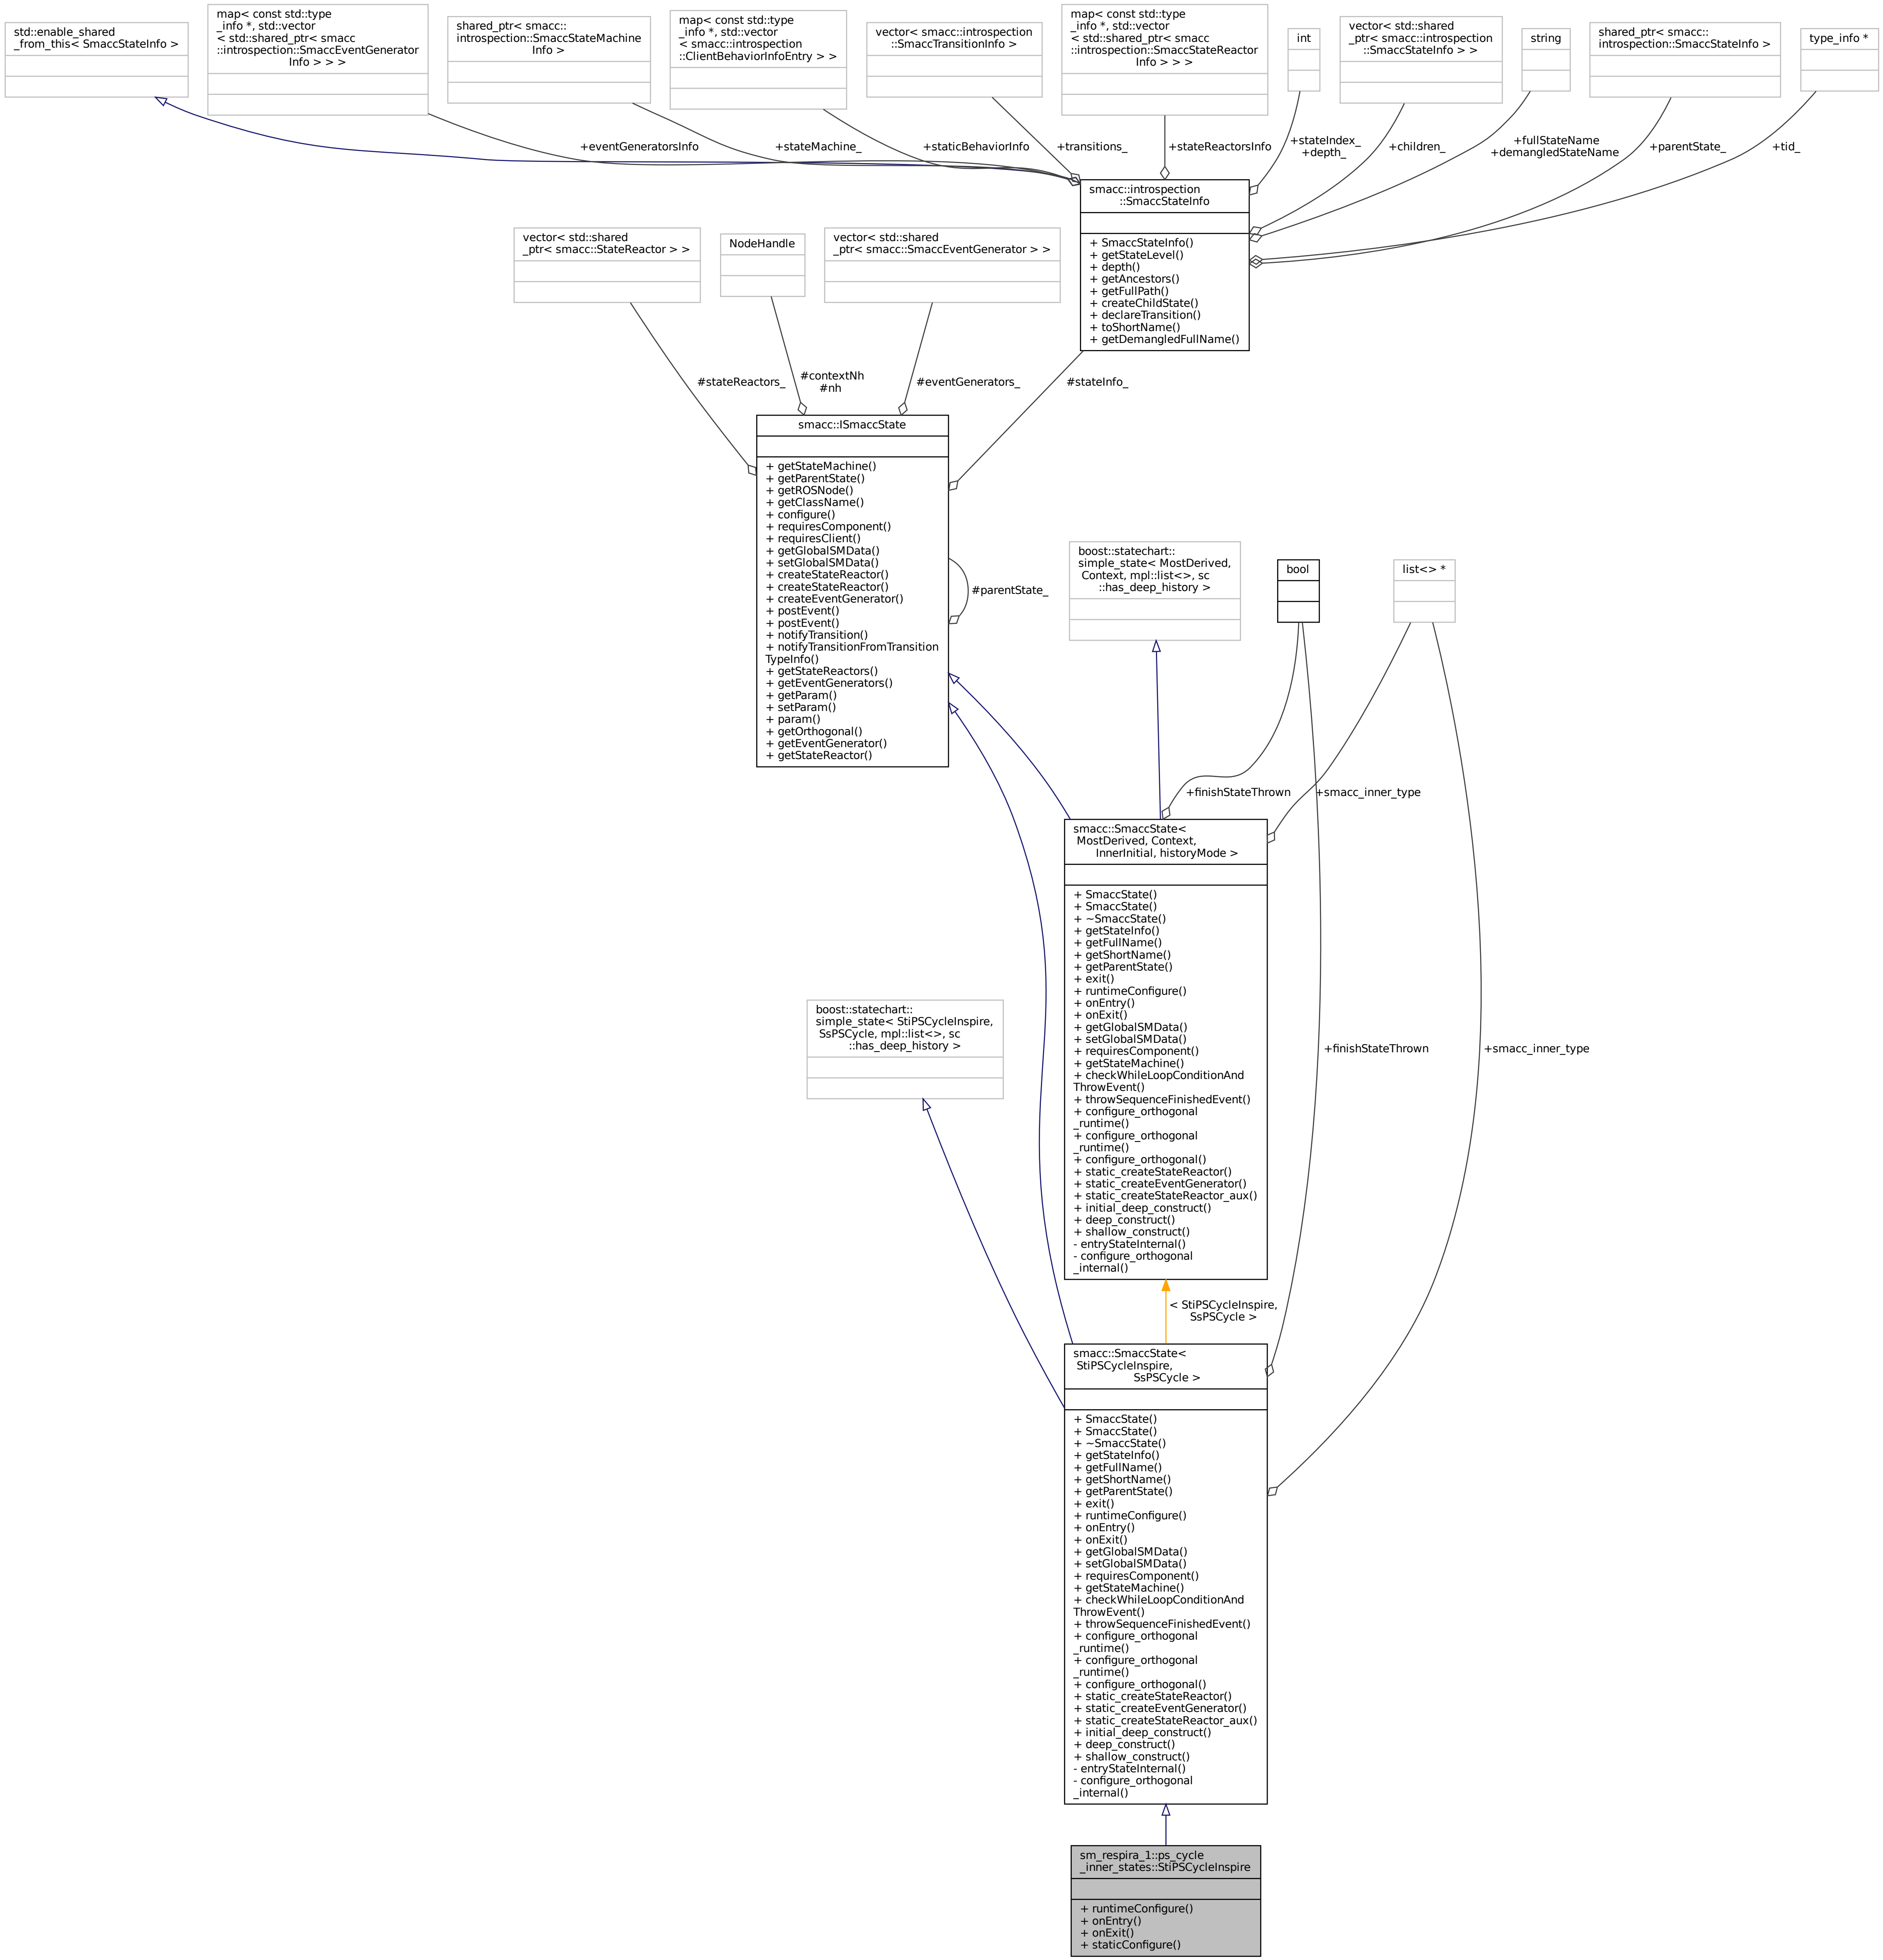 std::enable_shared
_from_this< SmaccStateInfo >
map< const std::type
_info *, std::vector
< std::shared_ptr< smacc
::introspection::SmaccEventGenerator
Info > > >
shared_ptr< smacc::
introspection::SmaccStateMachine
Info >
map< const std::type
_info *, std::vector
< smacc::introspection
::ClientBehaviorInfoEntry > >
vector< smacc::introspection
::SmaccTransitionInfo >
map< const std::type
_info *, std::vector
< std::shared_ptr< smacc
::introspection::SmaccStateReactor
Info > > >
int
vector< std::shared
_ptr< smacc::introspection
::SmaccStateInfo > >
string
shared_ptr< smacc::
introspection::SmaccStateInfo >
type_info *
+eventGeneratorsInfo
+stateMachine_
+staticBehaviorInfo
+transitions_
+stateReactorsInfo
+stateIndex_
+depth_
+children_
+fullStateName
+demangledStateName
+parentState_
+tid_
smacc::introspection
::SmaccStateInfo
+ SmaccStateInfo()
+ getStateLevel()
+ depth()
+ getAncestors()
+ getFullPath()
+ createChildState()
+ declareTransition()
+ toShortName()
+ getDemangledFullName()
vector< std::shared
_ptr< smacc::StateReactor > >
NodeHandle
vector< std::shared
_ptr< smacc::SmaccEventGenerator > >
#stateReactors_
#contextNh
#nh
#eventGenerators_
#stateInfo_
smacc::ISmaccState
+ getStateMachine()
+ getParentState()
+ getROSNode()
+ getClassName()
+ configure()
+ requiresComponent()
+ requiresClient()
+ getGlobalSMData()
+ setGlobalSMData()
+ createStateReactor()
+ createStateReactor()
+ createEventGenerator()
+ postEvent()
+ postEvent()
+ notifyTransition()
+ notifyTransitionFromTransition
TypeInfo()
+ getStateReactors()
+ getEventGenerators()
+ getParam()
+ setParam()
+ param()
+ getOrthogonal()
+ getEventGenerator()
+ getStateReactor()
#parentState_
boost::statechart::
simple_state< MostDerived,
Context, mpl::list<>, sc
::has_deep_history >
bool
list<> *
+finishStateThrown
+smacc_inner_type
smacc::SmaccState<
MostDerived, Context,
InnerInitial, historyMode >
+ SmaccState()
+ SmaccState()
+ ~SmaccState()
+ getStateInfo()
+ getFullName()
+ getShortName()
+ getParentState()
+ exit()
+ runtimeConfigure()
+ onEntry()
+ onExit()
+ getGlobalSMData()
+ setGlobalSMData()
+ requiresComponent()
+ getStateMachine()
+ checkWhileLoopConditionAnd
ThrowEvent()
+ throwSequenceFinishedEvent()
+ configure_orthogonal
_runtime()
+ configure_orthogonal
_runtime()
+ configure_orthogonal()
+ static_createStateReactor()
+ static_createEventGenerator()
+ static_createStateReactor_aux()
+ initial_deep_construct()
+ deep_construct()
+ shallow_construct()
- entryStateInternal()
- configure_orthogonal
_internal()
boost::statechart::
simple_state< StiPSCycleInspire,
SsPSCycle, mpl::list<>, sc
::has_deep_history >
+finishStateThrown
+smacc_inner_type
< StiPSCycleInspire,
SsPSCycle >
smacc::SmaccState<
StiPSCycleInspire,
SsPSCycle >
+ SmaccState()
+ SmaccState()
+ ~SmaccState()
+ getStateInfo()
+ getFullName()
+ getShortName()
+ getParentState()
+ exit()
+ runtimeConfigure()
+ onEntry()
+ onExit()
+ getGlobalSMData()
+ setGlobalSMData()
+ requiresComponent()
+ getStateMachine()
+ checkWhileLoopConditionAnd
ThrowEvent()
+ throwSequenceFinishedEvent()
+ configure_orthogonal
_runtime()
+ configure_orthogonal
_runtime()
+ configure_orthogonal()
+ static_createStateReactor()
+ static_createEventGenerator()
+ static_createStateReactor_aux()
+ initial_deep_construct()
+ deep_construct()
+ shallow_construct()
- entryStateInternal()
- configure_orthogonal
_internal()
sm_respira_1::ps_cycle
_inner_states::StiPSCycleInspire
+ runtimeConfigure()
+ onEntry()
+ onExit()
+ staticConfigure()